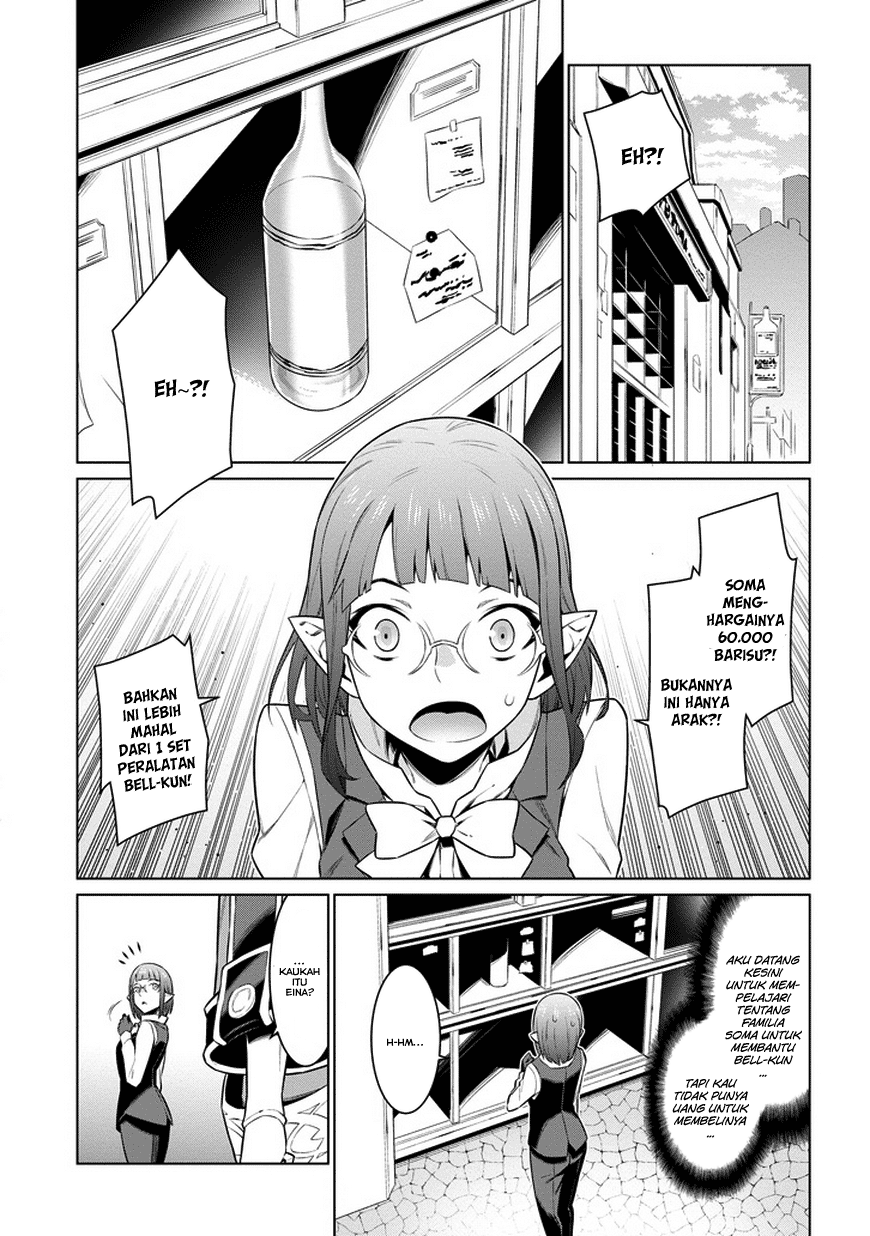 EH?!
EH~?!
SOMA
MENG-
HARGAINYA
60.000
BARISU?!
BUKANNYA
INI HANYA
ARAK?!
BAHKAN
INI LEBIH
MAHAL
DARI 1 SET
PERALATAN
BELL-KUN!
AKU DATANG
KESINI
UNTUK MEM-
PELAJARI
TENTANG
FAMILIA
SOMA UNTUK
MEMBANTU
BELL-KUN
...
TAPI KAU
TIDAK PUNYA
UANG UNTUK
MEMBELINYA
...
H-HM...
...
KAUKAH
ITU
EINA?